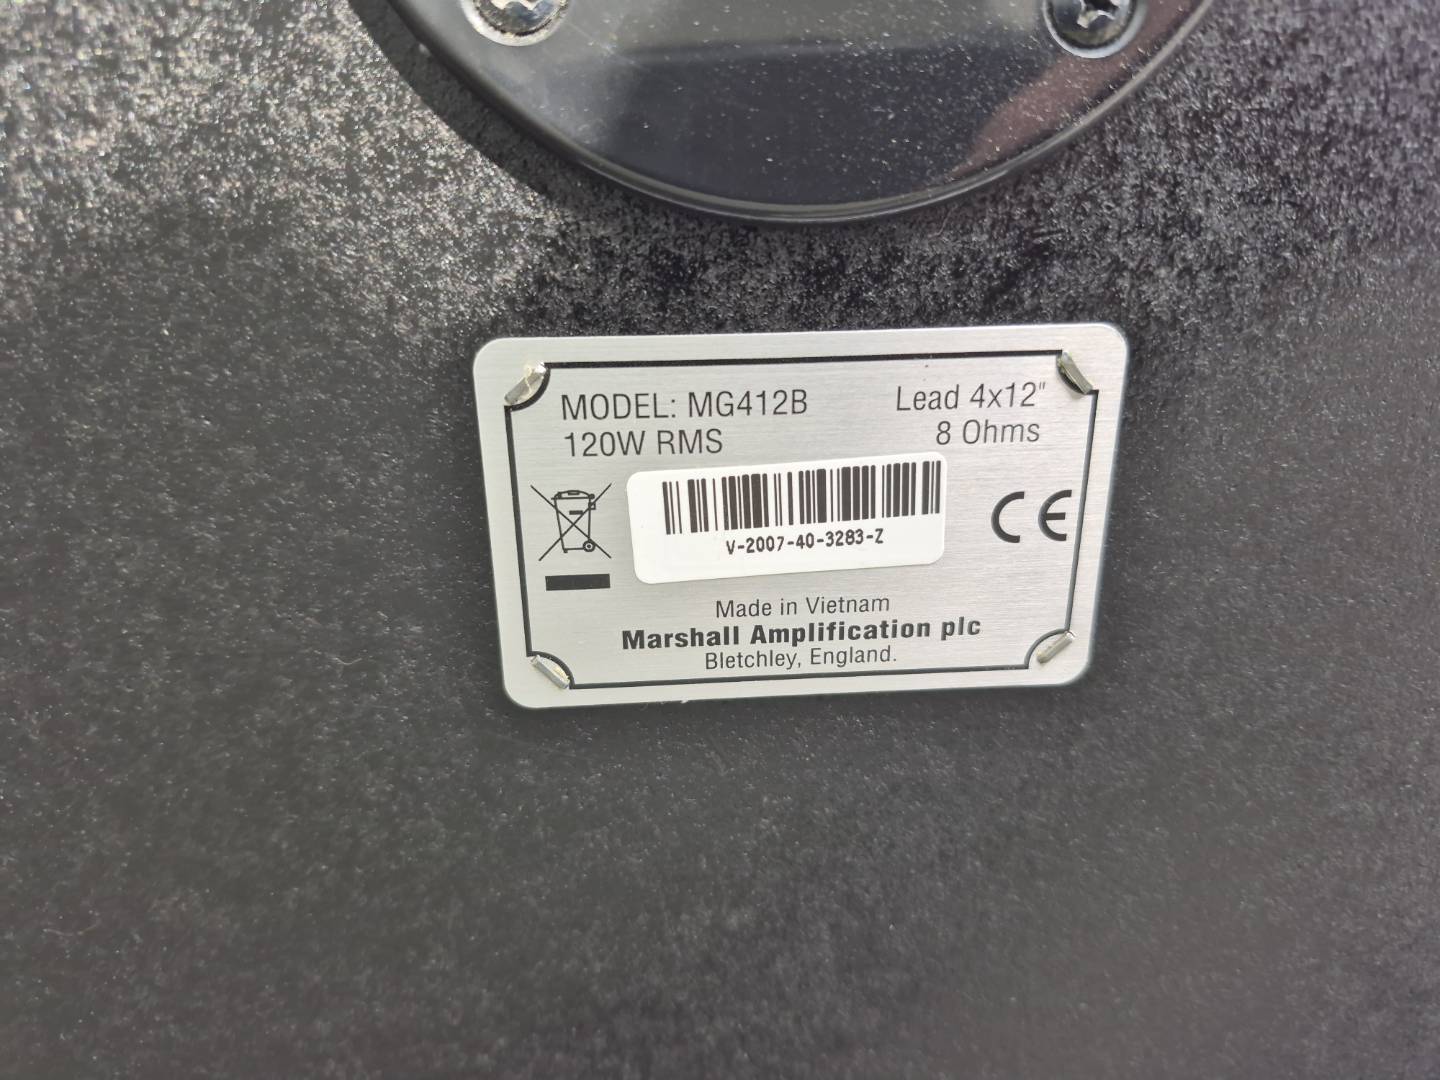 MODEL: MG412B Lead 4x12"
120W RMS 8 Ohms
V-2007-40-3283-Z
CE
Made in Vietnam
Marshall Amplification plc
Bletchley, England.